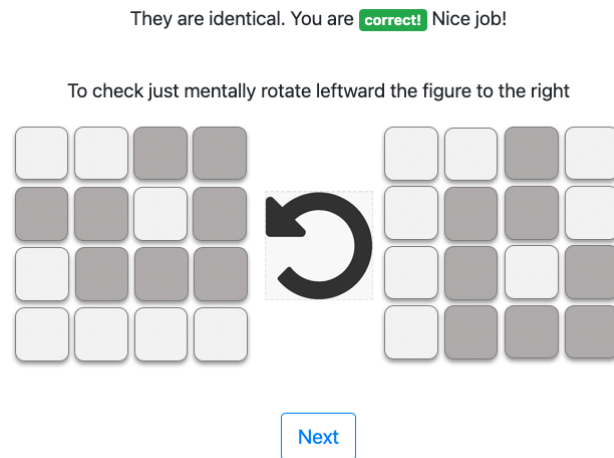 They are identical. You are correct! Nice job!
To check just mentally rotate leftward the figure to the right
Next